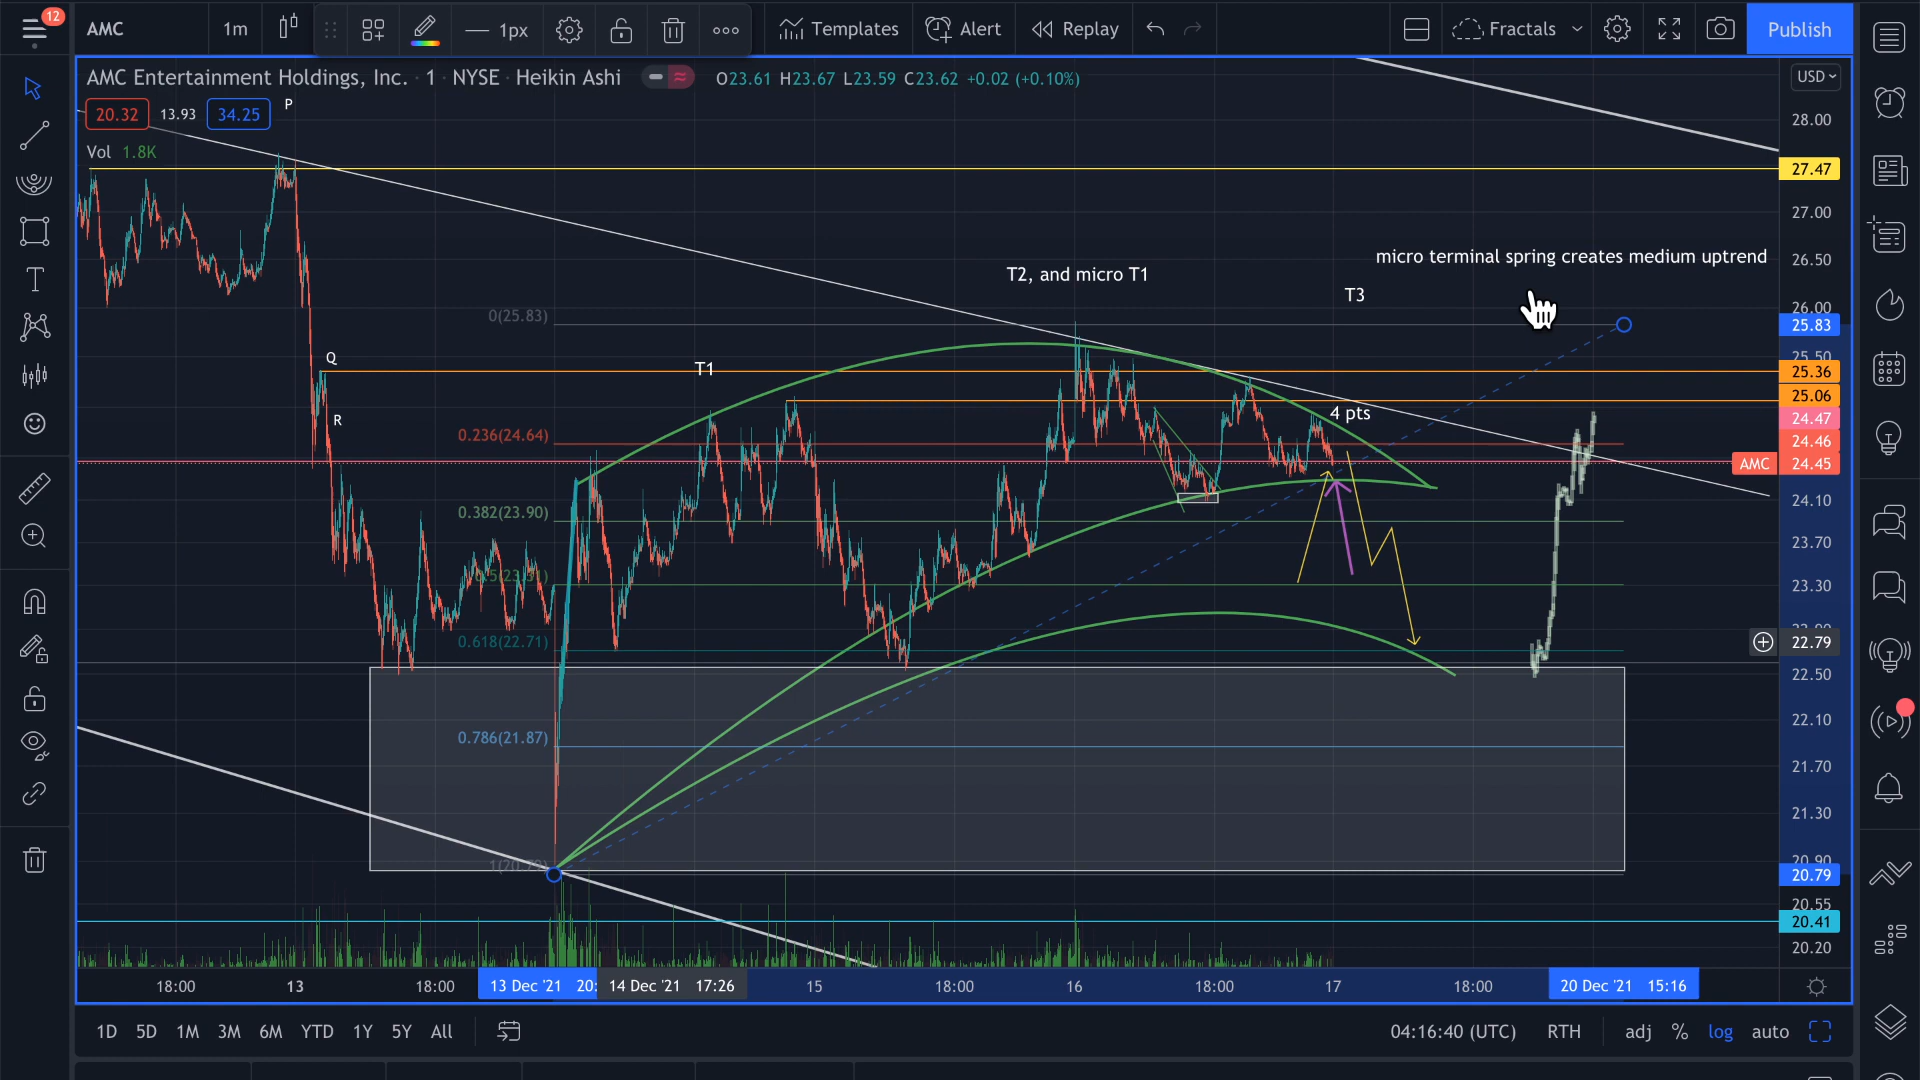 12
AMC
1m
1px
Templates
Alert
Replay
Fractals
Publish
AMC Entertainment Holdings, Inc. · 1 · NYSE · Heikin Ashi
O23.61 H23.67 L23.59 C23.62 +0.02 (+0.10%)
USD
20.32
13.93
34.25
P
Vol 1.8K
28.00
27.47
27.00
26.50
26.00
25.83
25.50
25.36
25.06
24.47
24.46
AMC 24.45
24.10
23.70
23.30
22.79
22.50
22.10
21.70
21.30
20.90
20.79
20.55
20.41
20.20
micro terminal spring creates medium uptrend
T2, and micro T1
T3
0(25.83)
Q
T1
R
4 pts
0.236(24.64)
0.382(23.90)
0.618(22.71)
0.786(21.87)
18:00
13
18:00
13 Dec '21 20:
14 Dec '21 17:26
15
18:00
16
18:00
17
18:00
20 Dec '21 15:16
1D 5D 1M 3M 6M YTD 1Y 5Y All
04:16:40 (UTC)
RTH
adj % log auto